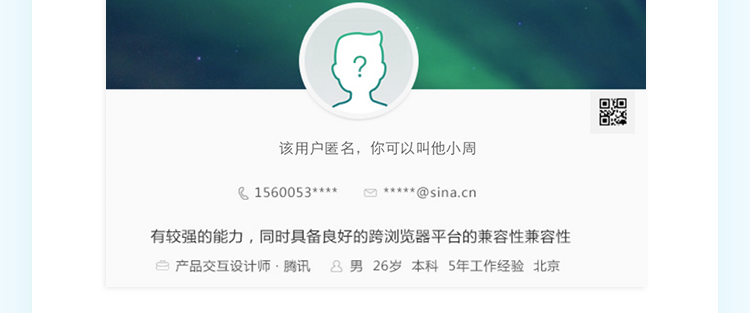 ?
该用户匿名，你可以叫他小周
1560053**** *****@sina.cn
有较强的能力，同时具备良好的跨浏览器平台的兼容性兼容性
产品交互设计师·腾讯 男 26岁 本科 5年工作经验 北京